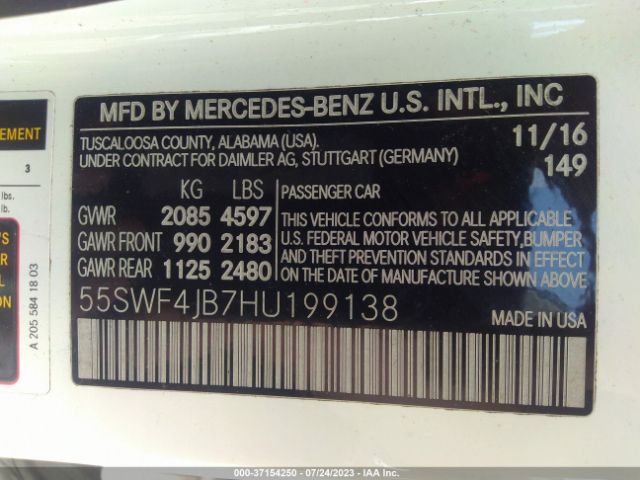 EMENT
3
lbs.
lb.
'S
A 205 584 18 03
MFD BY MERCEDES-BENZ U.S. INTL., INC
TUSCALOOSA COUNTY, ALABAMA (USA). 11/16
UNDER CONTRACT FOR DAIMLER AG, STUTTGART (GERMANY) 149
KG LBS
GVWR 2085 4597
GAWR FRONT 990 2183
GAWR REAR 1125 2480
PASSENGER CAR
THIS VEHICLE CONFORMS TO ALL APPLICABLE
U.S. FEDERAL MOTOR VEHICLE SAFETY, BUMPER
AND THEFT PREVENTION STANDARDS IN EFFECT
ON THE DATE OF MANUFACTURE SHOWN ABOVE.
55SWF4JB7HU199138 MADE IN USA
000-37154250 - 07/24/2023 - IAA Inc.